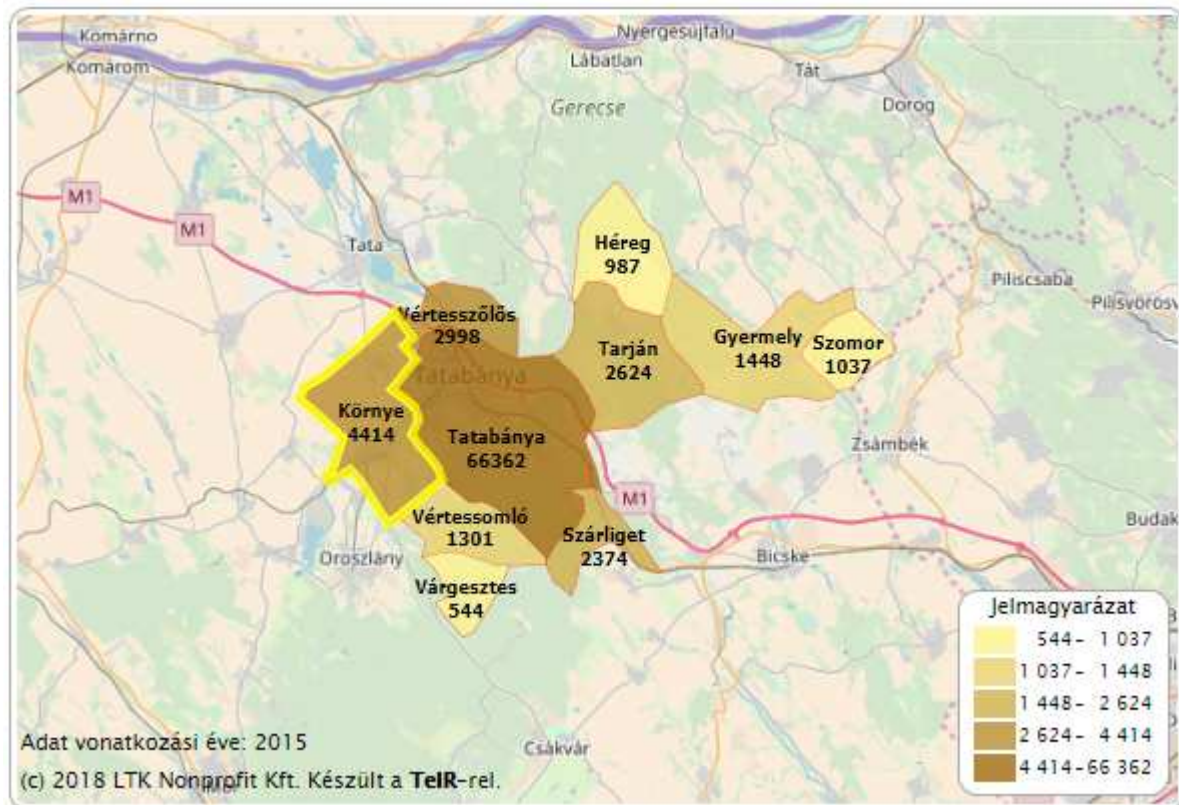 Komárno
Komárom
Nyergesújfalu
Lábatlan
Tát
Dorog
Gerecse
M1
M1
Tata
Héreg
987
Piliscsaba
Pilisvörösv
Vértesszőlős
2998
Tarján
2624
Gyermely
1448
Szomor
1037
Tatabánya
Környe
4414
Tatabánya
66362
Zsámbék
M1
Budak
Vértessomló
1301
Szárliget
2374
Oroszlány
Bicske
Várgesztes
544
Csákvár
Jelmagyarázat
544- 1 037
1 037- 1 448
1 448- 2 624
2 624- 4 414
4 414-66 362
Adat vonatkozási éve: 2015
(c) 2018 LTK Nonprofit Kft. Készült a TeIR-rel.